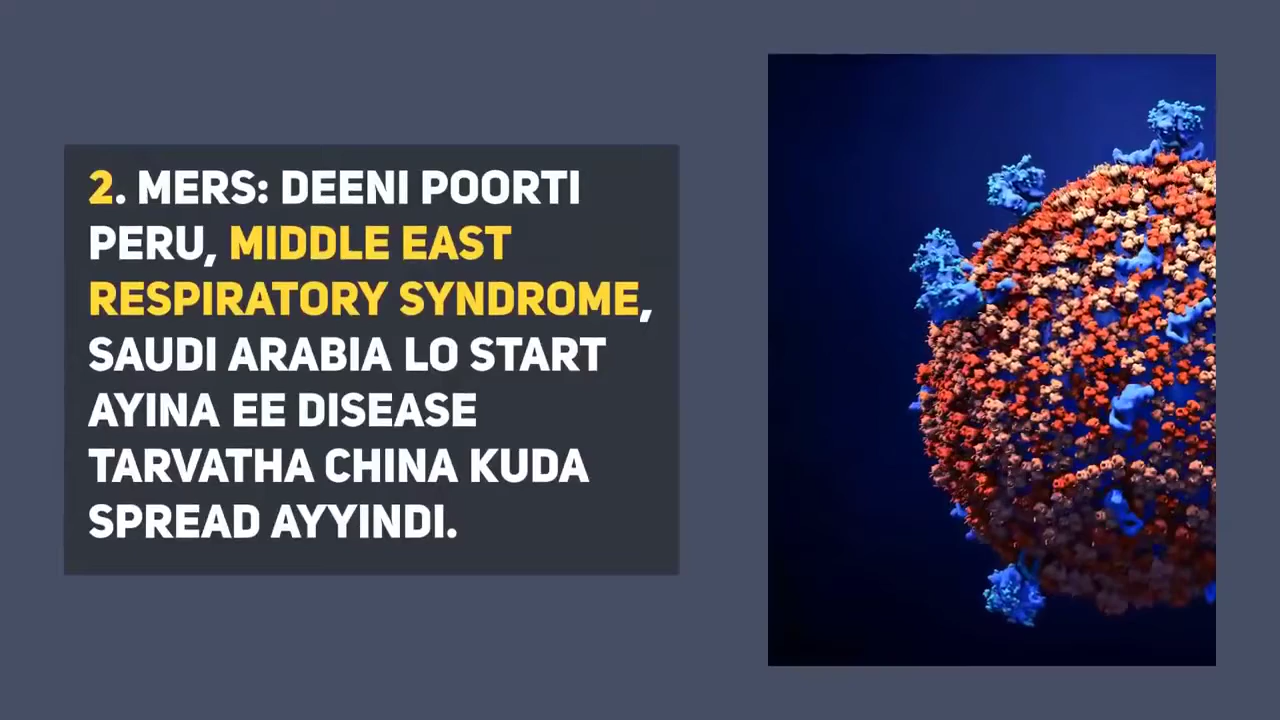 2. MERS: DEENI POORTI
PERU, MIDDLE EAST
RESPIRATORY SYNDROME,
SAUDI ARABIA LO START
AYINA EE DISEASE
TARVATHA CHINA KUDA
SPREAD AYYINDI.